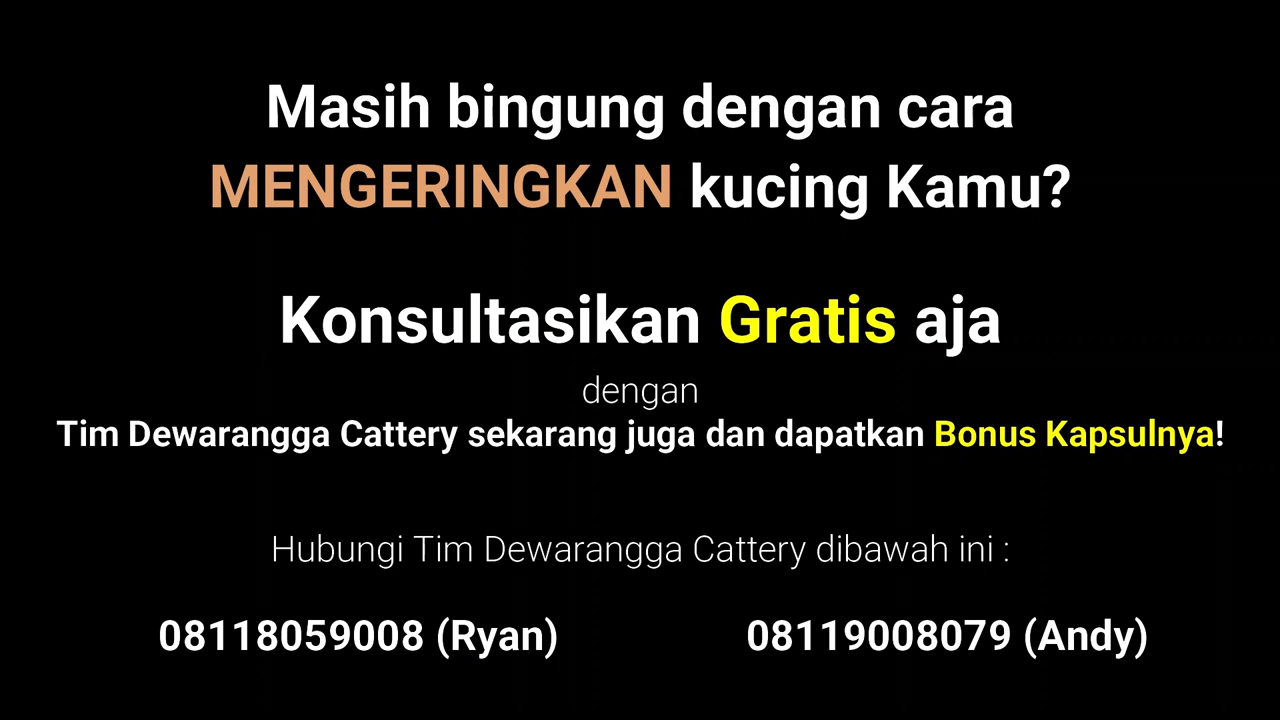 Masih bingung dengan cara
MENGERINGKAN kucing Kamu?
Konsultasikan Gratis aja
dengan
Tim Dewarangga Cattery sekarang juga dan dapatkan Bonus Kapsulnya!
Hubungi Tim Dewarangga Cattery dibawah ini :
08118059008 (Ryan) 08119008079 (Andy)